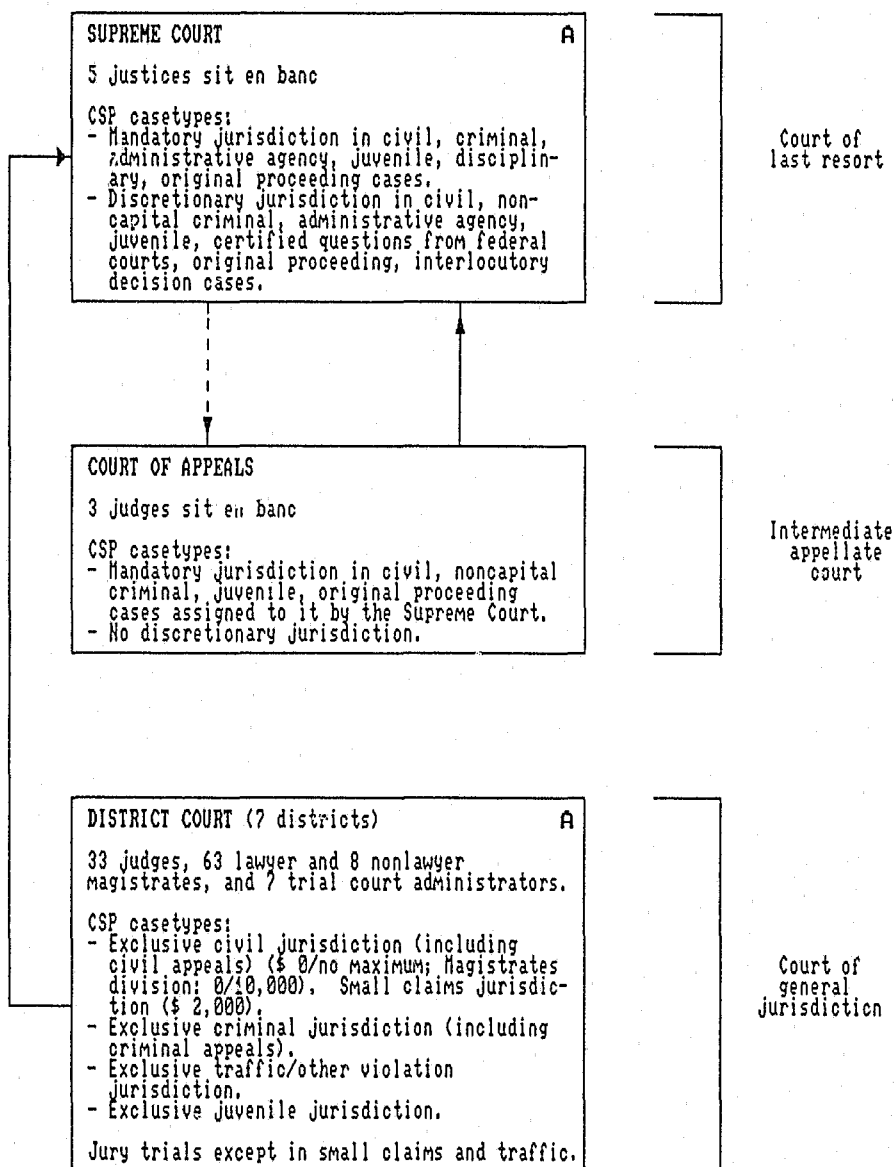 SUPREME COURT A
5 justices sit en banc
CSP casetypes:
- Mandatory jurisdiction in civil, criminal,
administrative agency, juvenile, disciplin-
ary, original proceeding cases.
- Discretionary jurisdiction in civil, non-
capital criminal, administrative agency,
juvenile, certified questions from federal
courts, original proceeding, interlocutory
decision cases.
Court of
last resort
COURT OF APPEALS
3 judges sit en banc
CSP casetypes:
- Mandatory jurisdiction in civil, noncapital
criminal, juvenile, original proceeding
cases assigned to it by the Supreme Court.
- No discretionary jurisdiction.
Intermediate
appellate
court
DISTRICT COURT (7 districts) A
33 judges, 63 lawyer and 8 nonlawyer
magistrates, and 7 trial court administrators.
CSP casetypes:
- Exclusive civil jurisdiction (including
civil appeals) ($ 0/no maximum; Magistrates
division: 0/10,000). Small claims jurisdic-
tion ($ 2,000).
- Exclusive criminal jurisdiction (including
criminal appeals).
- Exclusive traffic/other violation
jurisdiction.
- Exclusive juvenile jurisdiction.
Jury trials except in small claims and traffic.
Court of
general
jurisdiction